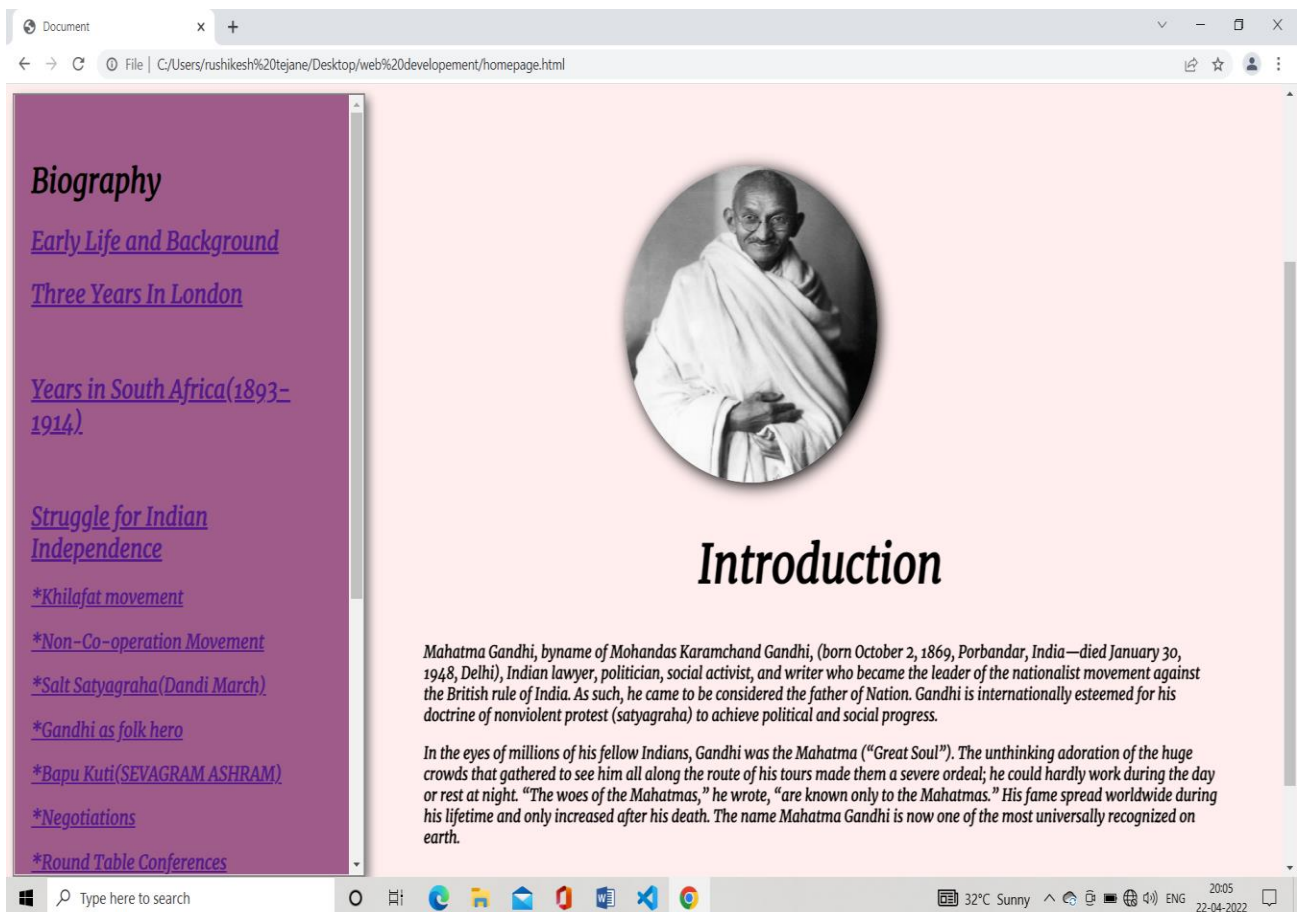 Document
File | C:/Users/rushikesh%20tejane/Desktop/web%20developement/homepage.html
Biography
Early Life and Background
Three Years In London
Years in South Africa(1893-
1914)
Struggle for Indian
Independence
*Khilafat movement
*Non-Co-operation Movement
*Salt Satyagraha(Dandi March)
*Gandhi as folk hero
*Bapu Kuti(SEVAGRAM ASHRAM)
*Negotiations
*Round Table Conferences
Introduction
Mahatma Gandhi, byname of Mohandas Karamchand Gandhi, (born October 2, 1869, Porbandar, India—died January 30,
1948, Delhi), Indian lawyer, politician, social activist, and writer who became the leader of the nationalist movement against
the British rule of India. As such, he came to be considered the father of Nation. Gandhi is internationally esteemed for his
doctrine of nonviolent protest (satyagraha) to achieve political and social progress.
In the eyes of millions of his fellow Indians, Gandhi was the Mahatma (“Great Soul”). The unthinking adoration of the huge
crowds that gathered to see him all along the route of his tours made them a severe ordeal; he could hardly work during the day
or rest at night. “The woes of the Mahatmas,” he wrote, “are known only to the Mahatmas.” His fame spread worldwide during
his lifetime and only increased after his death. The name Mahatma Gandhi is now one of the most universally recognized on
earth.
Type here to search
32°C Sunny
ENG
20:05
22-04-2022